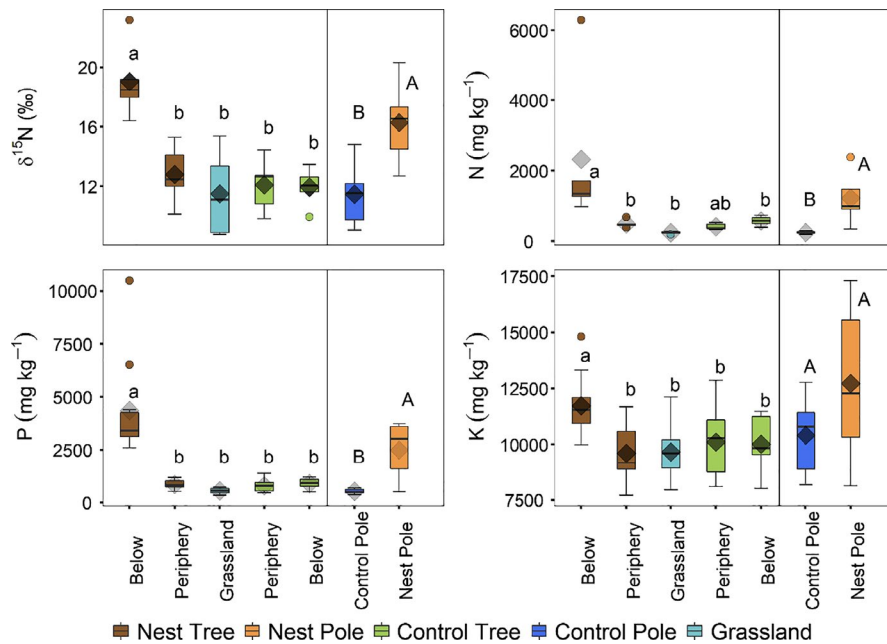 δ¹⁵N (‰)
20
16
12
a
b
b
b
b
B
A
N (mg kg⁻¹)
6000
4000
2000
0
a
b
b
ab
b
B
A
P (mg kg⁻¹)
10000
7500
5000
2500
0
a
b
b
b
b
B
A
K (mg kg⁻¹)
17500
15000
12500
10000
7500
a
b
b
b
b
A
A
Below
Periphery
Grassland
Periphery
Below
Control Pole
Nest Pole
Below
Periphery
Grassland
Periphery
Below
Control Pole
Nest Pole
Nest Tree Nest Pole Control Tree Control Pole Grassland